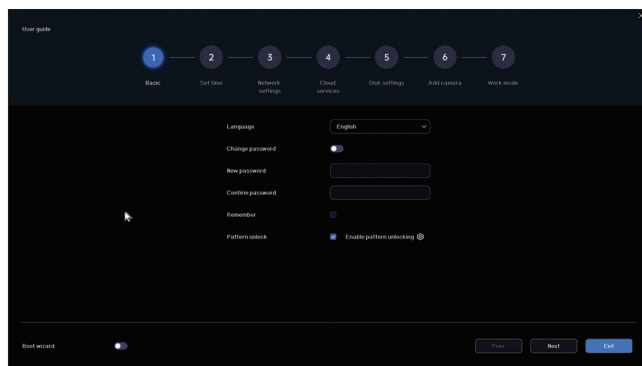 User guide
1 2 3 4 5 6 7
Basic Set time Network settings Cloud services Disk settings Add camera Work mode
Language English
Change password
New password
Confirm password
Remember
Pattern unlock Enable pattern unlocking
Boot wizard Prev Next Exit